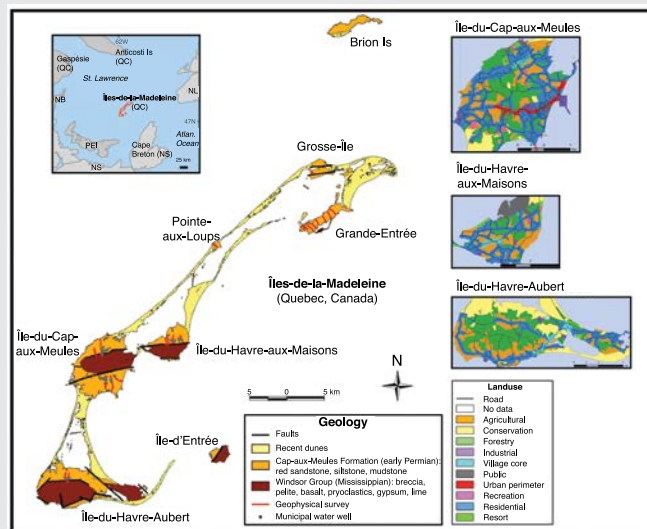 Brion Is
62W
Anticosti Is
(QC)
Gaspésie
(QC)
St. Lawrence
Îles-de-la-Madeleine
(QC)
NB
NL
47N
PEI
Cape
Breton (NS)
Atlan.
Ocean
NS
25 km
Grosse-Île
Pointe-
aux-Loups
Grande-Entrée
Îles-de-la-Madeleine
(Quebec, Canada)
Île-du-Cap-
aux-Meules
Île-du-Havre-aux-Maisons
N
5 0 5 km
Île-d'Entrée
Île-du-Havre-Aubert
Geology
Faults
Recent dunes
Cap-aux-Meules Formation (early Permian):
red sandstone, siltstone, mudstone
Windsor Group (Mississippian): breccia,
pelite, basalt, pryoclastics, gypsum, lime
Geophysical survey
Municipal water well
Île-du-Cap-aux-Meules
Île-du-Havre-
aux-Maisons
Île-du-Havre-Aubert
Landuse
Road
No data
Agricultural
Conservation
Forestry
Industrial
Village core
Public
Urban perimeter
Recreation
Residential
Resort